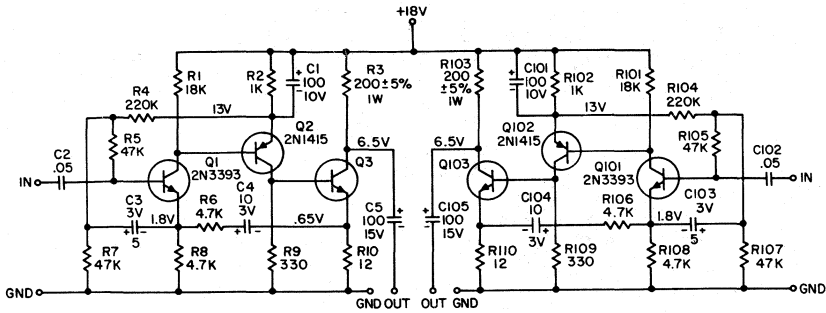 +18V
R1
18K
R2
1K
C1
100
10V
R3
200±5%
1W
R4
220K
13V
R5
47K
Q2
2N1415
6.5V
C2
.05
IN
Q1
2N3393
Q3
C3
3V
5
1.8V
R6
4.7K
C4
10
3V
.65V
C5
100
15V
R7
47K
R8
4.7K
R9
330
R10
12
GND
GND OUT
R103
200
±5%
1W
C101
100
10V
R102
1K
R101
18K
R104
220K
13V
R105
47K
Q102
2N1415
6.5V
C102
.05
IN
Q103
Q101
2N3393
C105
100
15V
C104
10
3V
R106
4.7K
1.8V
C103
3V
5
R110
12
R109
330
R108
4.7K
R107
47K
OUT GND
GND